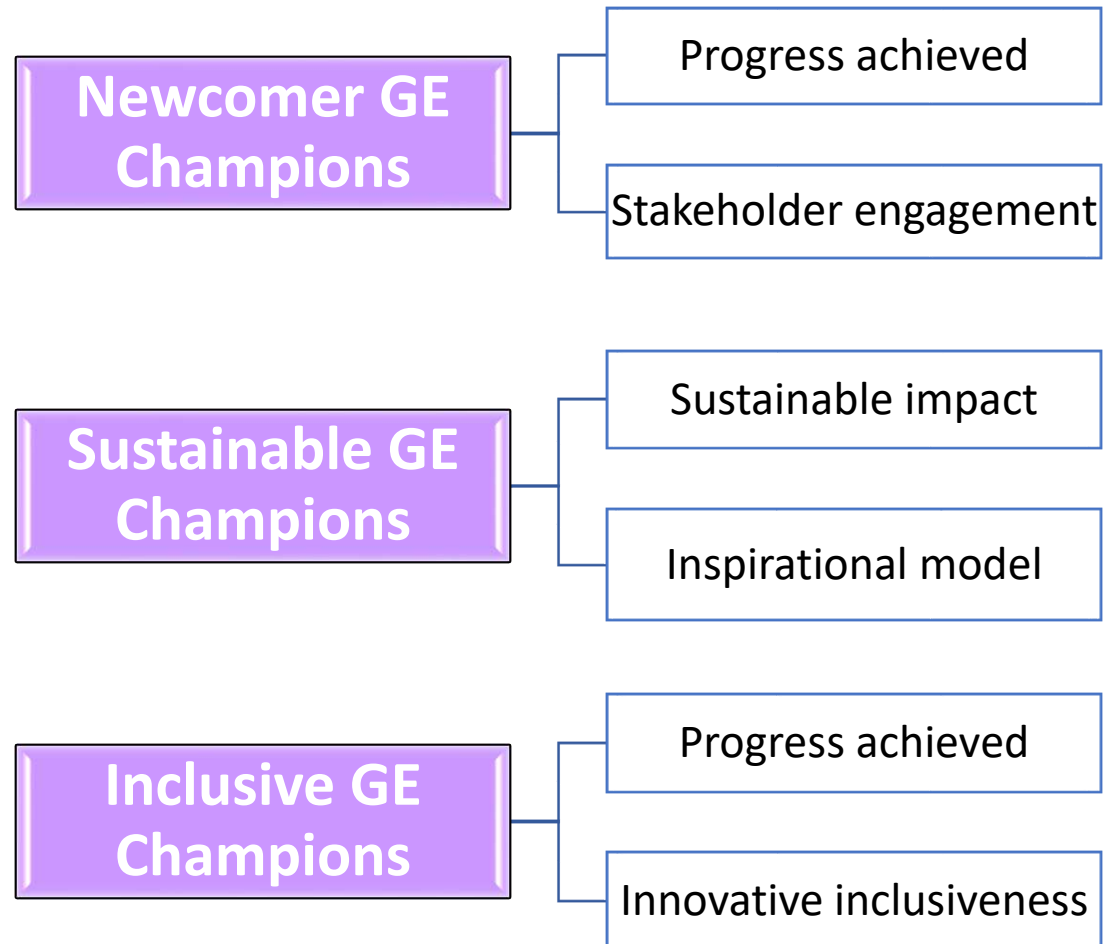 Newcomer GE
Champions
Progress achieved
Stakeholder engagement
Sustainable GE
Champions
Sustainable impact
Inspirational model
Inclusive GE
Champions
Progress achieved
Innovative inclusiveness